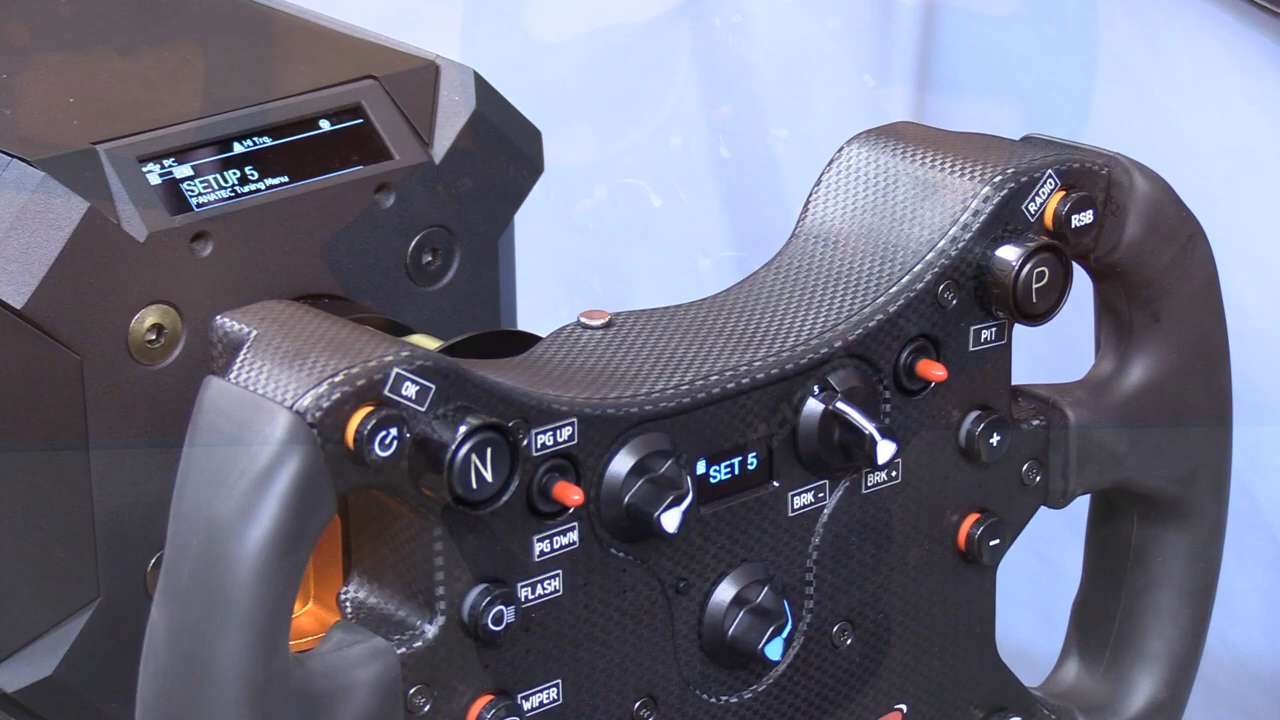 PC
Hi Trq.
SETUP 5
FANATEC Tuning Menu
RADIO
RSB
P
PIT
OK
N
PG UP
SET 5
5
BRK -
BRK +
+
PG DWN
-
FLASH
WIPER